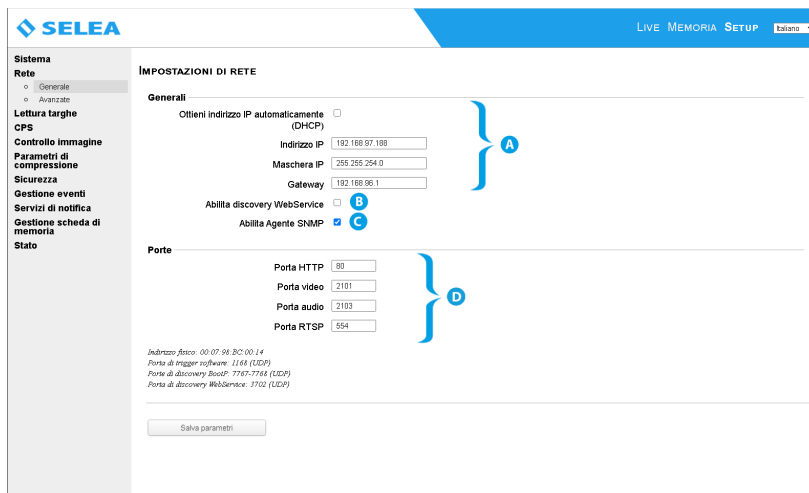 SELEA
LIVE MEMORIA SETUP Italiano
Sistema
Rete
Generale
Avanzate
Lettura targhe
CPS
Controllo immagine
Parametri di
compressione
Sicurezza
Gestione eventi
Servizi di notifica
Gestione scheda di
memoria
Stato
IMPOSTAZIONI DI RETE
Generali
Ottieni indirizzo IP automaticamente
(DHCP)
Indirizzo IP 192.168.97.188
Maschera IP 255.255.254.0
Gateway 192.168.96.1
A
Abilita discovery WebService B
Abilita Agente SNMP C
Porte
Porta HTTP 80
Porta video 2101
Porta audio 2103
Porta RTSP 554
D
Indirizzo fisico: 00:07:98:BC:00:14
Porta di trigger software: 1168 (UDP)
Porte di discovery BootP: 7767-7768 (UDP)
Porta di discovery WebService: 3702 (UDP)
Salva parametri